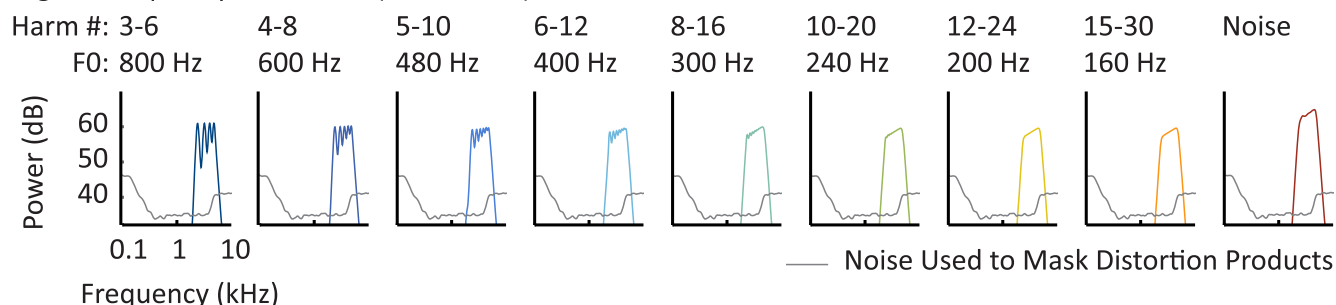 Harm #: 3-6 4-8 5-10 6-12 8-16 10-20 12-24 15-30 Noise
F0: 800 Hz 600 Hz 480 Hz 400 Hz 300 Hz 240 Hz 200 Hz 160 Hz
Power (dB)
60
50
40
0.1 1 10
Frequency (kHz)
Noise Used to Mask Distortion Products